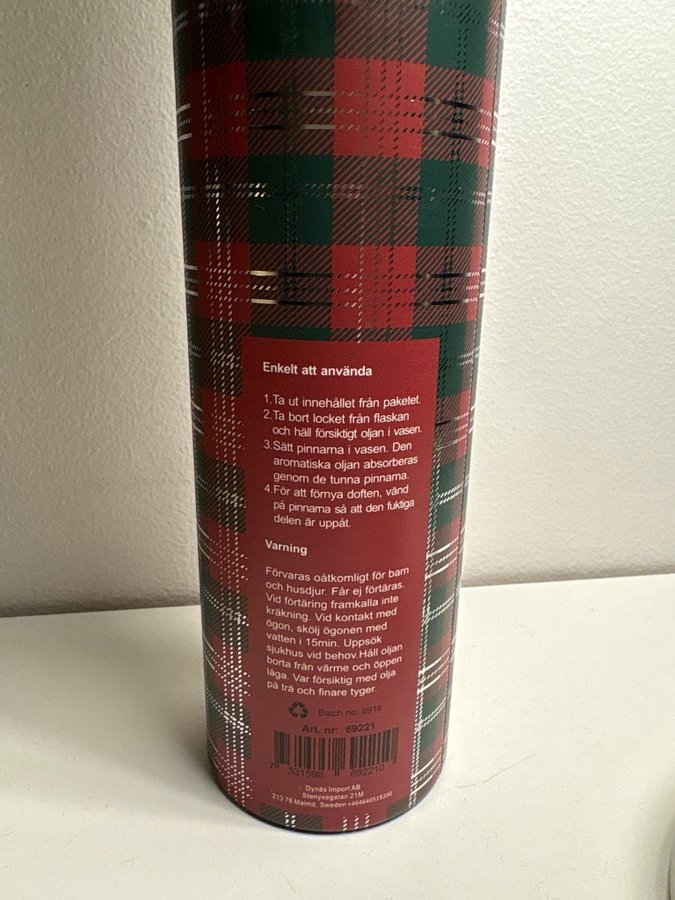 Enkelt att använda
1.Ta ut innehållet från paketet.
2.Ta bort locket från flaskan
och häll försiktigt oljan i vasen.
3.Sätt pinnarna i vasen. Den
aromatiska oljan absorberas
genom de tunna pinnarna.
4.För att förnya doften, vänd
på pinnarna så att den fuktiga
delen är uppåt.
Varning
Förvaras oåtkomligt för barn
och husdjur. Får ej förtäras.
Vid förtäring framkalla inte
kräkning. Vid kontakt med
ögon, skölj ögonen med
vatten i 15min. Uppsök
sjukhus vid behov.Håll oljan
borta från värme och öppen
låga. Var försiktig med olja
på trä och finare tyger.
Batch no: 6918
Art. nr: 69221
7 331598 692210
Dynäs Import AB
Stenyxegatan 21M
213 76 Malmö, Sweden +464640519200